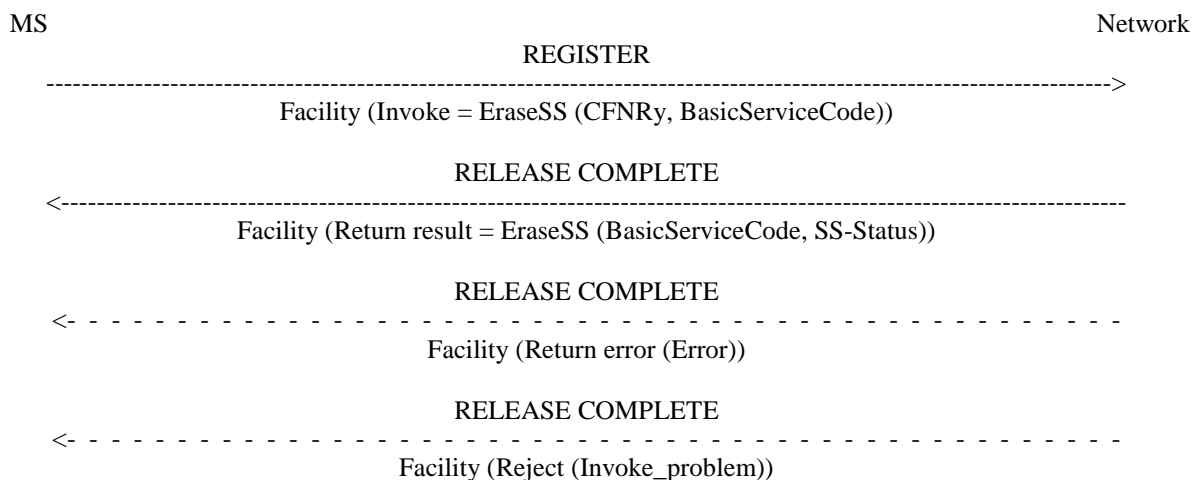 MS Network
REGISTER
Facility (Invoke = EraseSS (CFNRy, BasicServiceCode))
RELEASE COMPLETE
Facility (Return result = EraseSS (BasicServiceCode, SS-Status))
RELEASE COMPLETE
Facility (Return error (Error))
RELEASE COMPLETE
Facility (Reject (Invoke_problem))